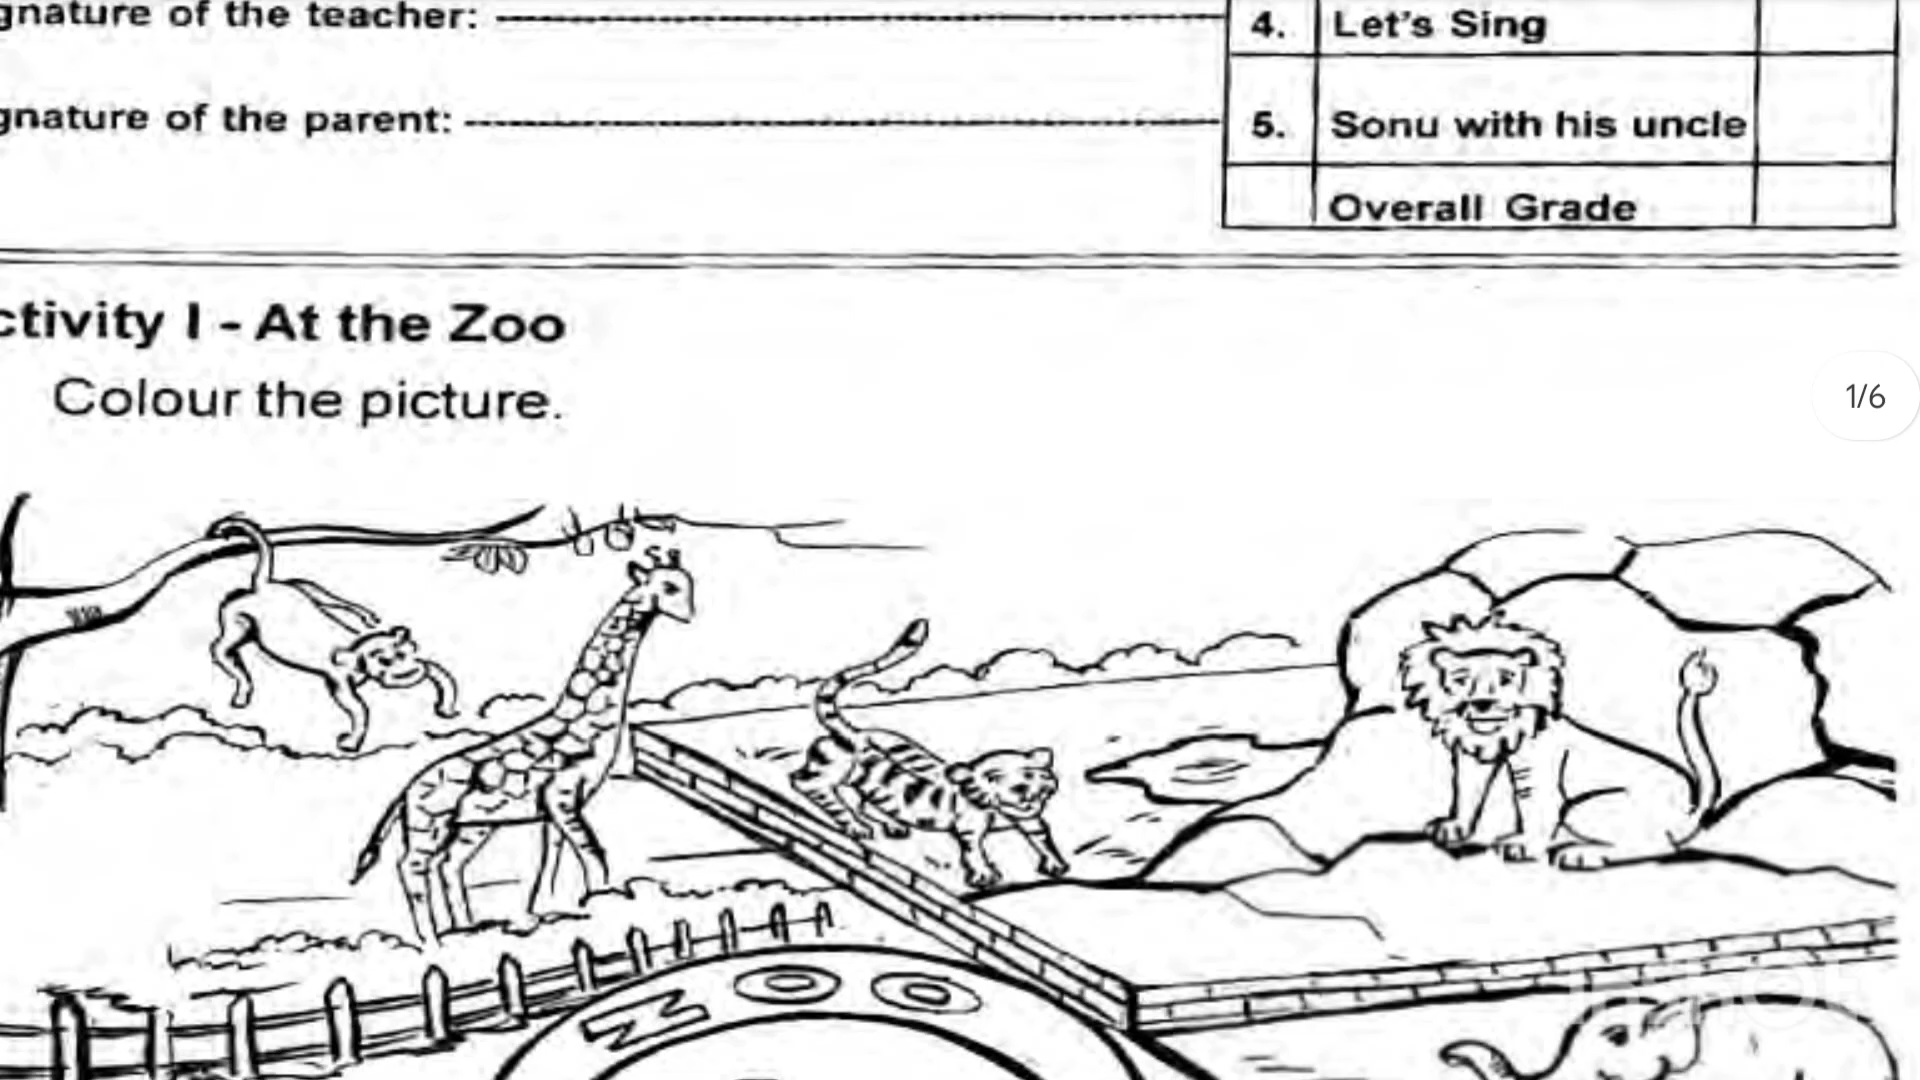 gnature of the teacher:
4. Let's Sing
gnature of the parent:
5. Sonu with his uncle
Overall Grade
ctivity I - At the Zoo
Colour the picture.
1/6
ZOO